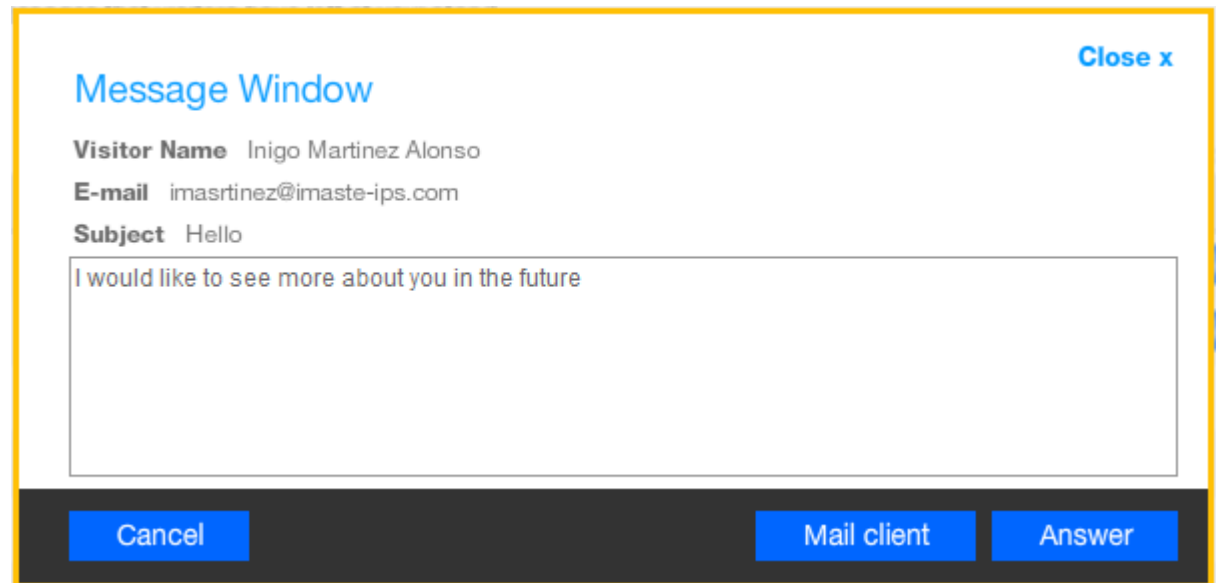 Close x
Message Window
Visitor Name Inigo Martinez Alonso
E-mail imasrtinez@imaste-ips.com
Subject Hello
I would like to see more about you in the future
Cancel Mail client Answer